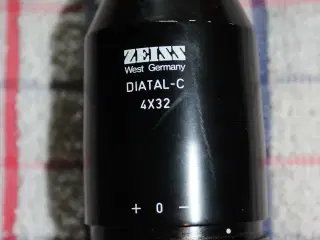 ZEISS
West Germany
DIATAL-C
4X32
+ 0 -